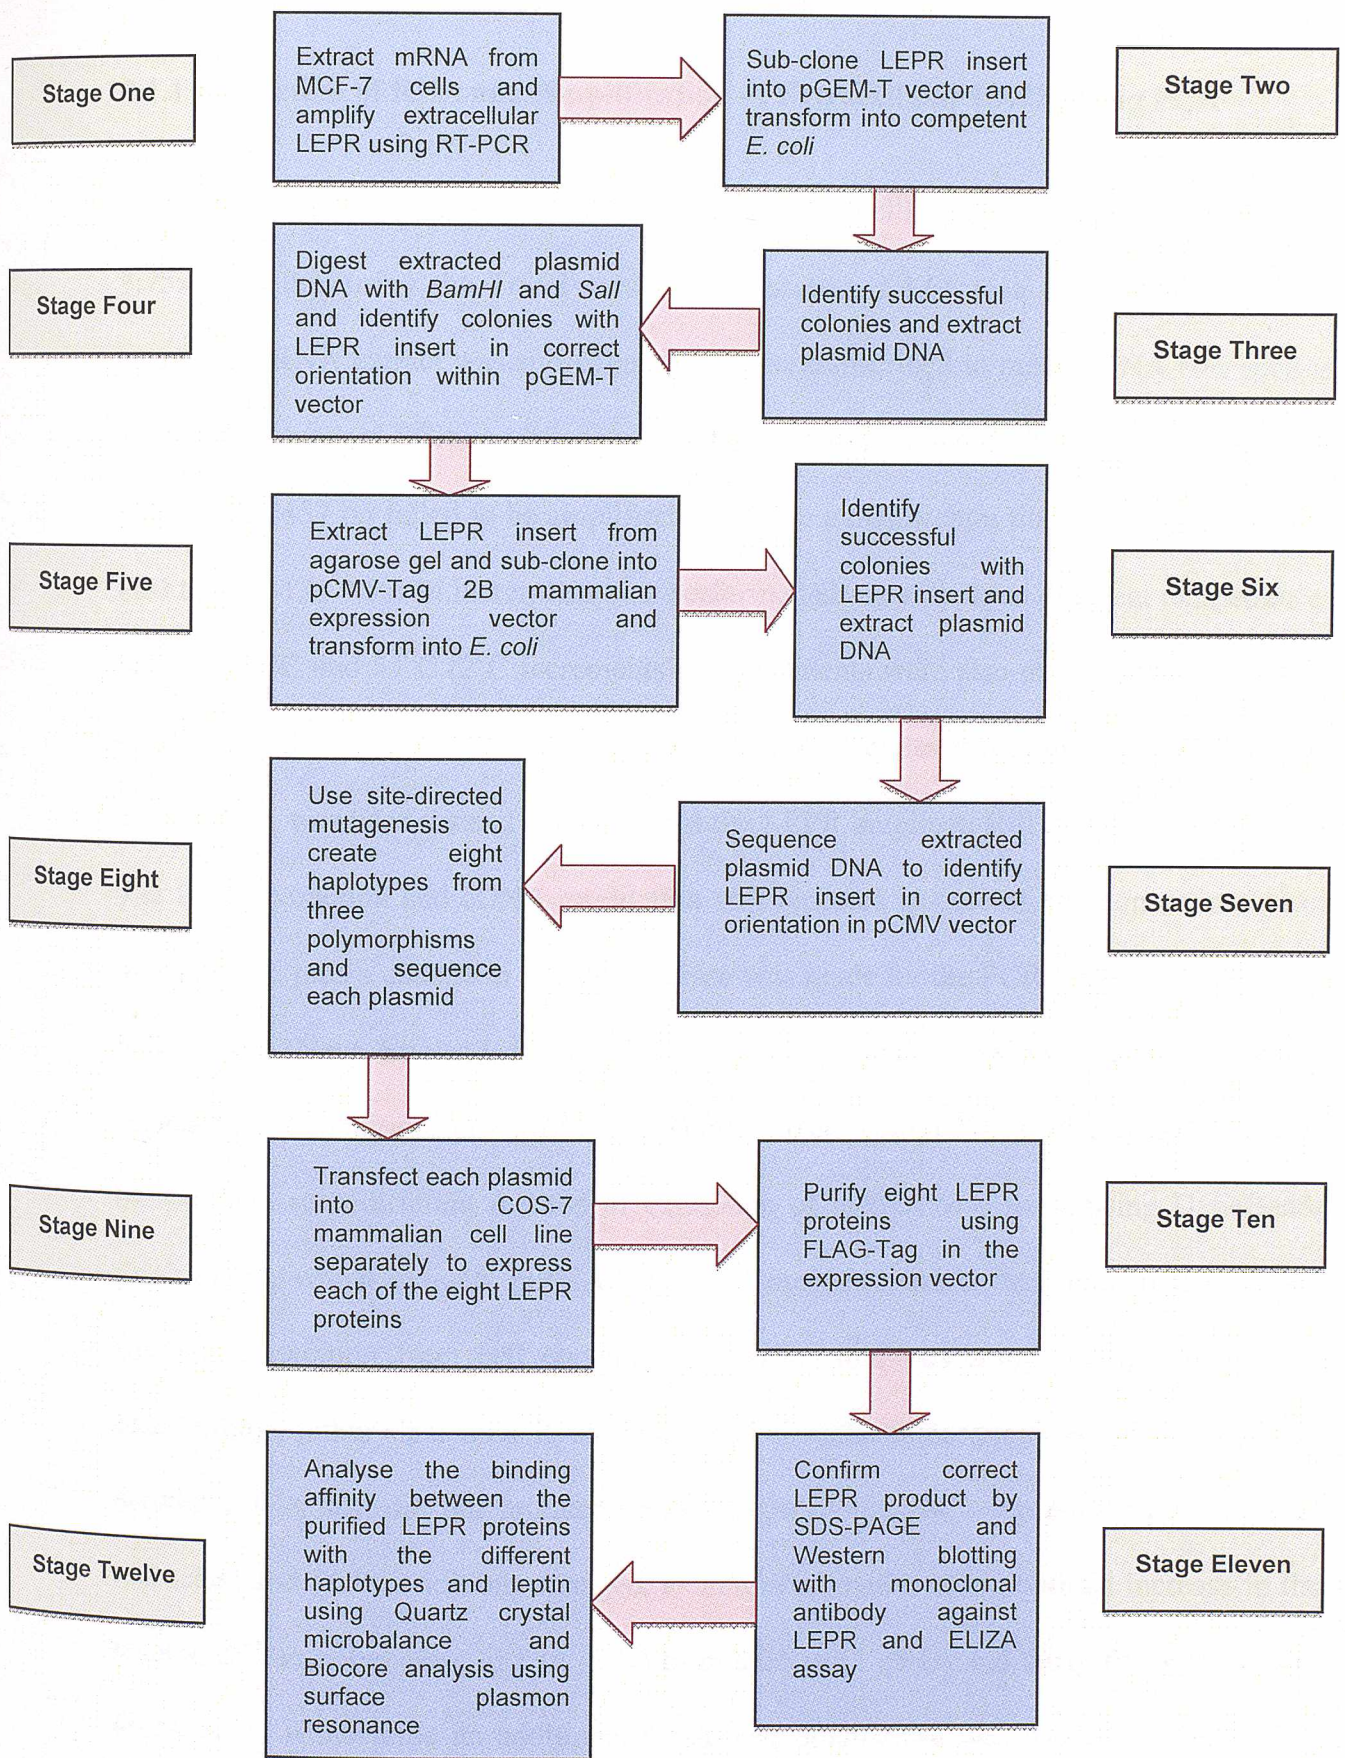 Stage One
Extract mRNA from
MCF-7 cells and
amplify extracellular
LEPR using RT-PCR
Sub-clone LEPR insert
into pGEM-T vector and
transform into competent
E. coli
Stage Two
Identify successful
colonies and extract
plasmid DNA
Stage Three
Stage Four
Digest extracted plasmid
DNA with BamHI and SalI
and identify colonies with
LEPR insert in correct
orientation within pGEM-T
vector
Stage Five
Extract LEPR insert from
agarose gel and sub-clone into
pCMV-Tag 2B mammalian
expression vector and
transform into E. coli
Identify
successful
colonies with
LEPR insert and
extract plasmid
DNA
Stage Six
Sequence extracted
plasmid DNA to identify
LEPR insert in correct
orientation in pCMV vector
Stage Seven
Stage Eight
Use site-directed
mutagenesis to
create eight
haplotypes from
three
polymorphisms
and sequence
each plasmid
Stage Nine
Transfect each plasmid
into COS-7
mammalian cell line
separately to express
each of the eight LEPR
proteins
Purify eight LEPR
proteins using
FLAG-Tag in the
expression vector
Stage Ten
Confirm correct
LEPR product by
SDS-PAGE and
Western blotting
with monoclonal
antibody against
LEPR and ELIZA
assay
Stage Eleven
Stage Twelve
Analyse the binding
affinity between the
purified LEPR proteins
with the different
haplotypes and leptin
using Quartz crystal
microbalance and
Biocore analysis using
surface plasmon
resonance